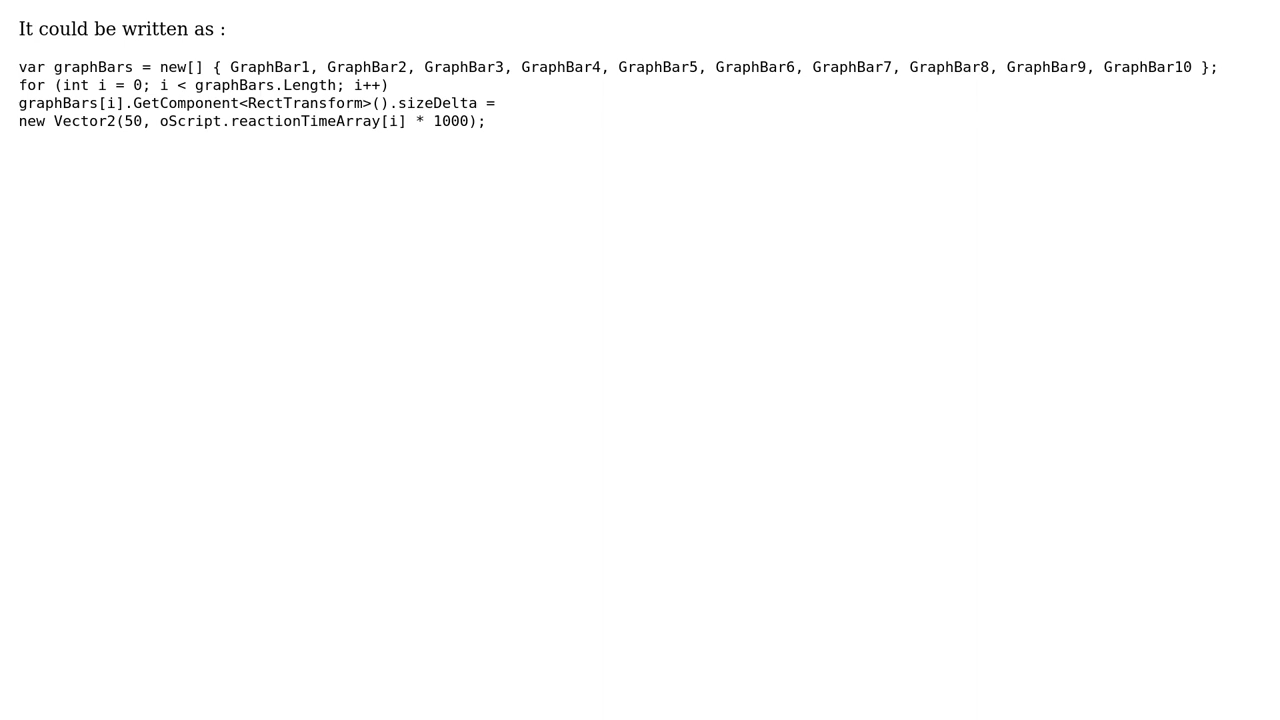 It could be written as :
var graphBars = new[] { GraphBar1, GraphBar2, GraphBar3, GraphBar4, GraphBar5, GraphBar6, GraphBar7, GraphBar8, GraphBar9, GraphBar10 };
for (int i = 0; i < graphBars.Length; i++)
graphBars[i].GetComponent<RectTransform>().sizeDelta =
new Vector2(50, oScript.reactionTimeArray[i] * 1000);